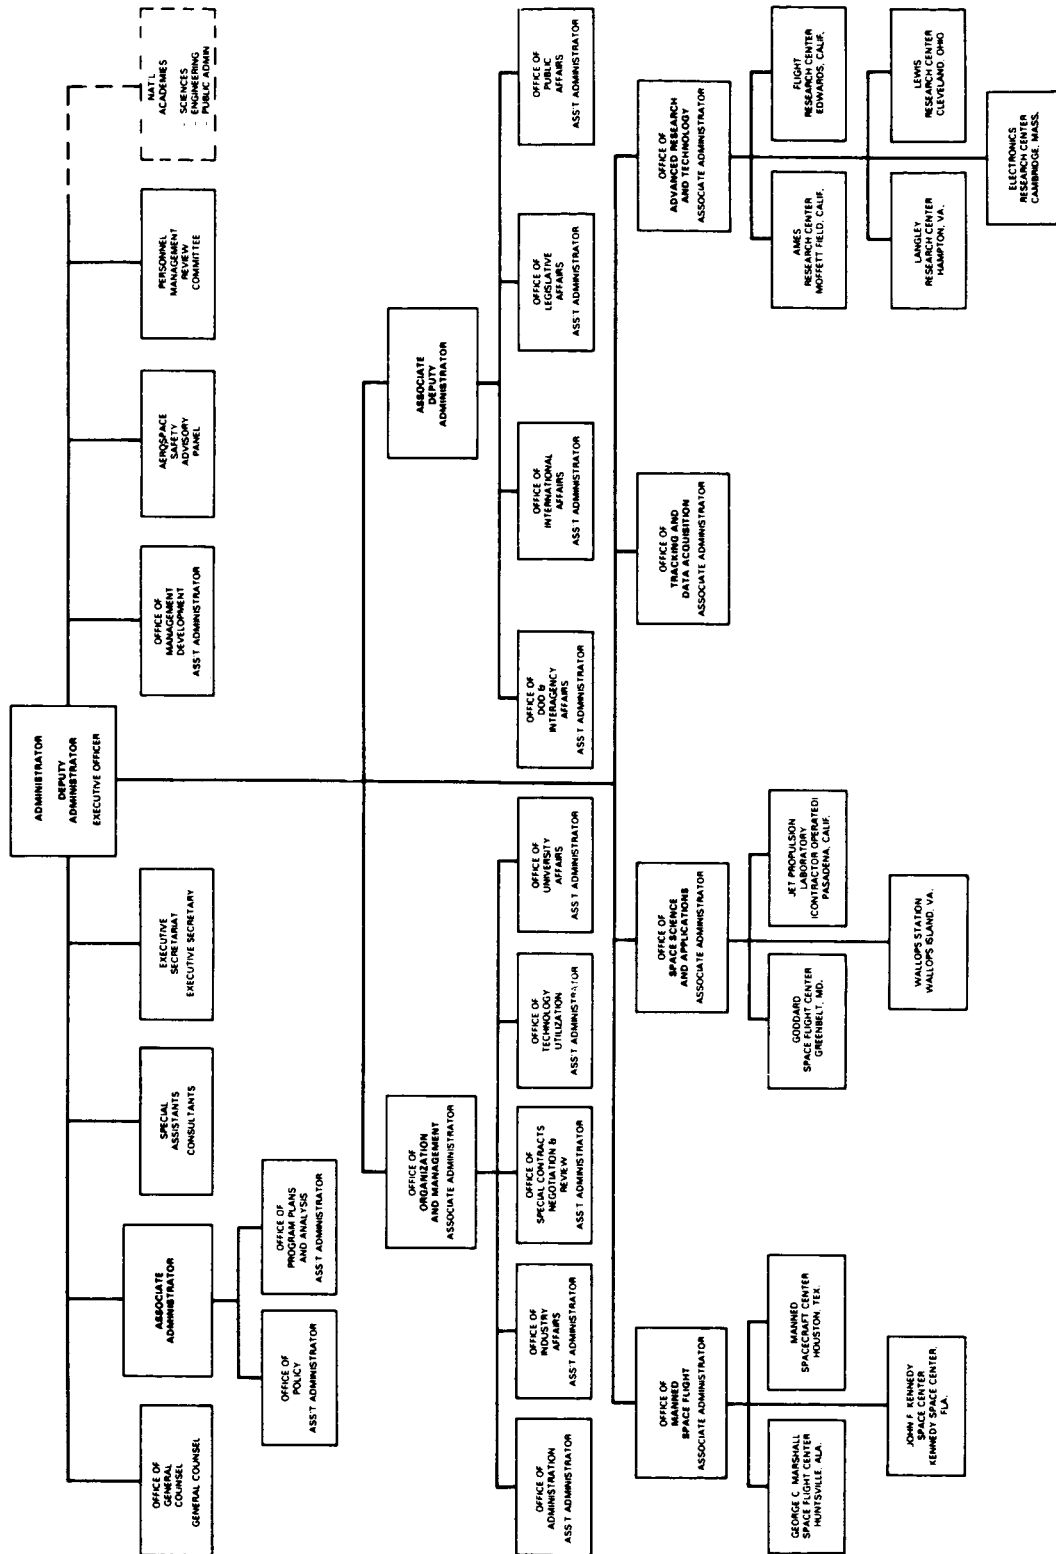 ADMINISTRATOR
DEPUTY
ADMINISTRATOR
EXECUTIVE OFFICER
OFFICE OF
GENERAL
COUNSEL
GENERAL COUNSEL
ASSOCIATE
ADMINISTRATOR
SPECIAL
ASSISTANTS
CONSULTANTS
EXECUTIVE
SECRETARIAT
EXECUTIVE SECRETARY
OFFICE OF
MANAGEMENT
DEVELOPMENT
ASS'T ADMINISTRATOR
AEROSPACE
SAFETY
ADVISORY
PANEL
PERSONNEL
MANAGEMENT
REVIEW
COMMITTEE
NAT'L
ACADEMIES
SCIENCES
ENGINEERING
PUBLIC ADMIN
OFFICE OF
POLICY
ASS'T ADMINISTRATOR
OFFICE OF
PROGRAM PLANS
AND ANALYSIS
ASS'T ADMINISTRATOR
OFFICE OF
ORGANIZATION
AND MANAGEMENT
ASSOCIATE ADMINISTRATOR
ASSOCIATE
DEPUTY
ADMINISTRATOR
OFFICE OF
ADMINISTRATION
ASS'T ADMINISTRATOR
OFFICE OF
INDUSTRY
AFFAIRS
ASS'T ADMINISTRATOR
OFFICE OF
SPECIAL CONTRACTS
NEGOTIATION &
REVIEW
ASS'T ADMINISTRATOR
OFFICE OF
TECHNOLOGY
UTILIZATION
ASS'T ADMINISTRATOR
OFFICE OF
UNIVERSITY
AFFAIRS
ASS'T ADMINISTRATOR
OFFICE OF
DOD &
INTERAGENCY
AFFAIRS
ASS'T ADMINISTRATOR
OFFICE OF
INTERNATIONAL
AFFAIRS
ASS'T ADMINISTRATOR
OFFICE OF
LEGISLATIVE
AFFAIRS
ASS'T ADMINISTRATOR
OFFICE OF
PUBLIC
AFFAIRS
ASS'T ADMINISTRATOR
OFFICE OF
MANNED
SPACE FLIGHT
ASSOCIATE ADMINISTRATOR
OFFICE OF
SPACE SCIENCE
AND APPLICATIONS
ASSOCIATE ADMINISTRATOR
OFFICE OF
TRACKING AND
DATA ACQUISITION
ASSOCIATE ADMINISTRATOR
OFFICE OF
ADVANCED RESEARCH
AND TECHNOLOGY
ASSOCIATE ADMINISTRATOR
GEORGE C. MARSHALL
SPACE FLIGHT CENTER
HUNTSVILLE, ALA.
MANNED
SPACECRAFT CENTER
HOUSTON, TEX.
GODDARD
SPACE FLIGHT CENTER
GREENBELT, MD.
JET PROPULSION
LABORATORY
(CONTRACTOR OPERATED)
PASADENA, CALIF.
AMES
RESEARCH CENTER
MOFFETT FIELD, CALIF.
FLIGHT
RESEARCH CENTER
EDWARDS, CALIF.
JOHN F. KENNEDY
SPACE CENTER
KENNEDY SPACE CENTER,
FLA.
WALLOPS STATION
WALLOPS ISLAND, VA.
LANGLEY
RESEARCH CENTER
HAMPTON, VA.
LEWIS
RESEARCH CENTER
CLEVELAND, OHIO
ELECTRONICS
RESEARCH CENTER
CAMBRIDGE, MASS.